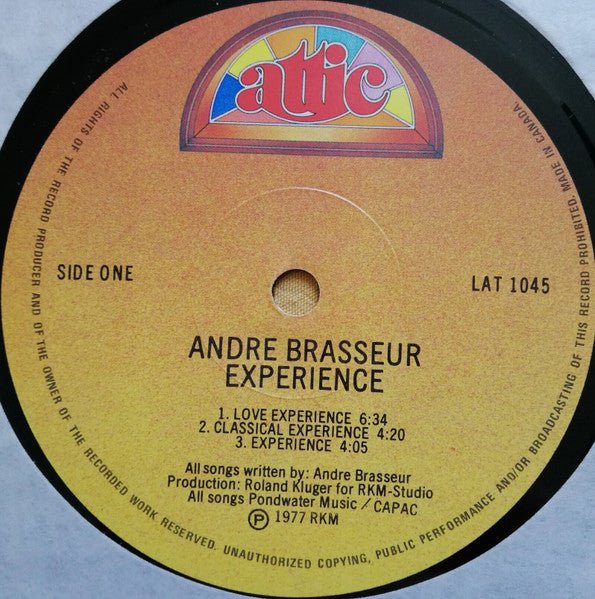 attic
SIDE ONE
LAT 1045
ANDRE BRASSEUR
EXPERIENCE
1. LOVE EXPERIENCE 6:34
2. CLASSICAL EXPERIENCE 4:20
3. EXPERIENCE 4:05
All songs written by: Andre Brasseur
Production: Roland Kluger for RKM-Studio
All songs Pondwater Music / CAPAC
Ⓟ 1977 RKM
ALL RIGHTS OF THE RECORD PRODUCER AND OF THE OWNER OF THE RECORDED WORK RESERVED. UNAUTHORIZED COPYING, PUBLIC PERFORMANCE AND/OR BROADCASTING OF THIS RECORD PROHIBITED. MADE IN CANADA.